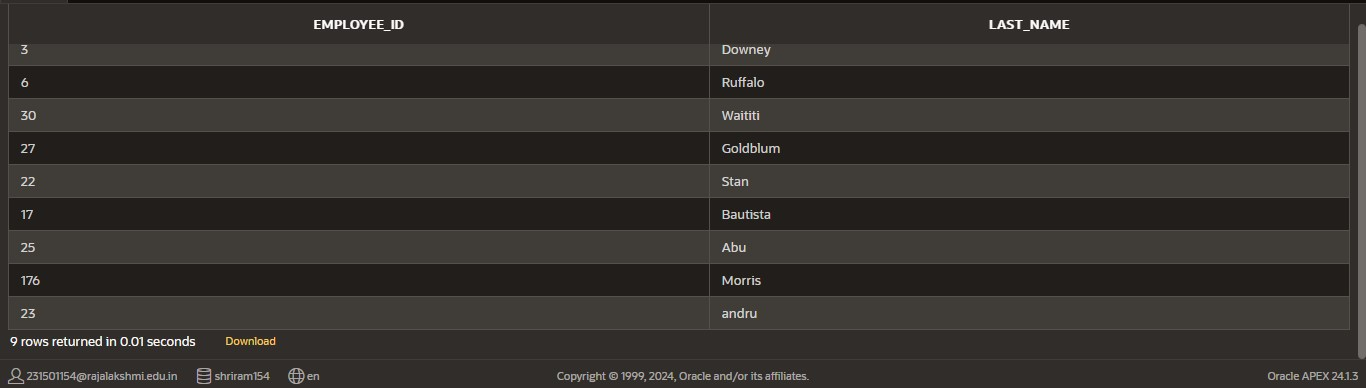 EMPLOYEE_ID LAST_NAME
3 Downey
6 Ruffalo
30 Waititi
27 Goldblum
22 Stan
17 Bautista
25 Abu
176 Morris
23 andru
9 rows returned in 0.01 seconds Download
231501154@rajalakshmi.edu.in shriram154 en Copyright © 1999, 2024, Oracle and/or its affiliates. Oracle APEX 24.1.3